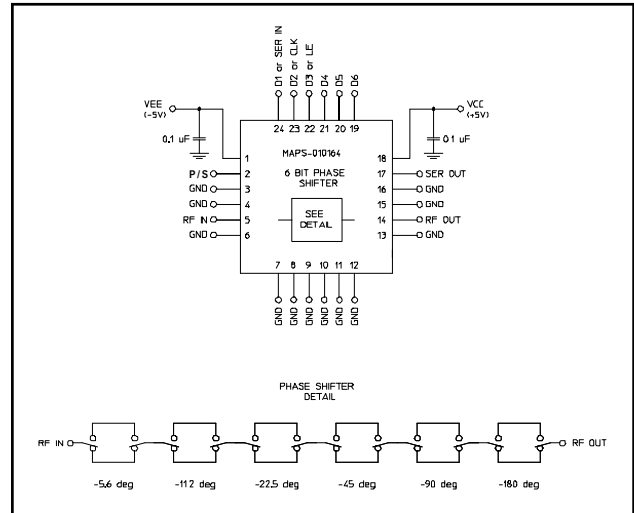 D1 or SER IN
D2 or CLK
D3 or LE
D4
D5
D6
VEE
(-5V)
VCC
(+5V)
24 23 22 21 20 19
0.1 uF
0.1 uF
MAPS-010164
6 BIT PHASE
SHIFTER
SEE
DETAIL
1
P/S 2
GND 3
GND 4
RF IN 5
GND 6
18
17 SER OUT
16 GND
15 GND
14 RF OUT
13 GND
7 8 9 10 11 12
GND GND GND GND GND GND
PHASE SHIFTER
DETAIL
RF IN RF OUT
-5.6 deg -11.2 deg -22.5 deg -45 deg -90 deg -180 deg